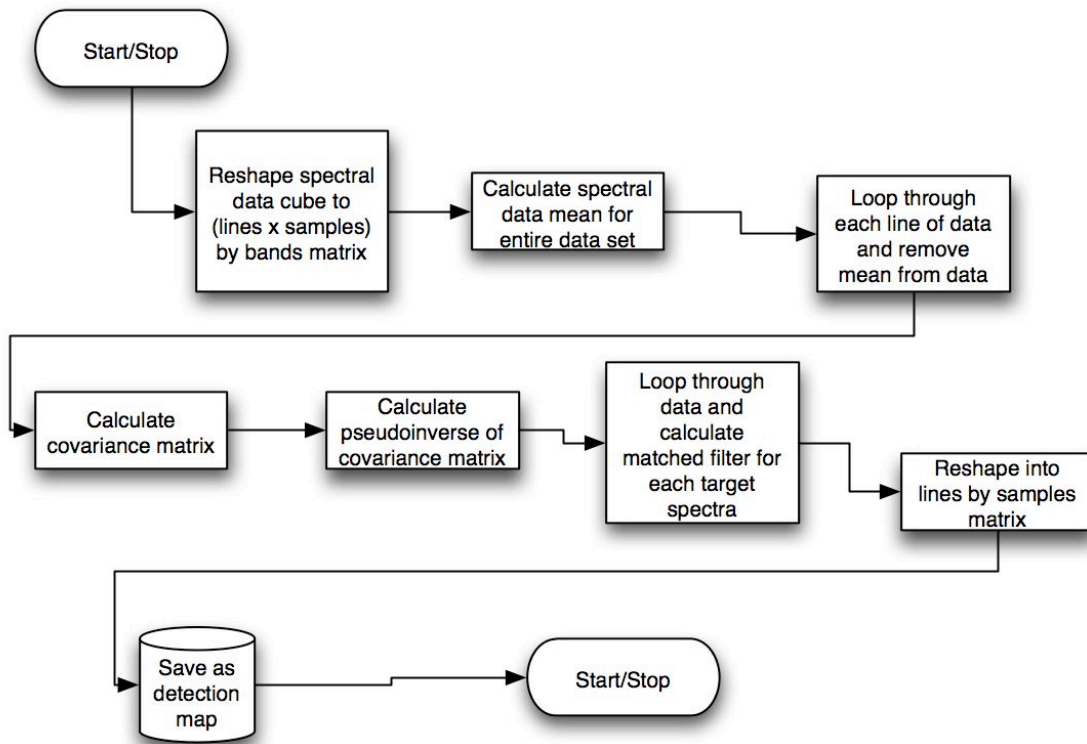 Start/Stop
Reshape spectral
data cube to
(lines x samples)
by bands matrix
Calculate spectral
data mean for
entire data set
Loop through
each line of data
and remove
mean from data
Calculate
covariance matrix
Calculate
pseudoinverse of
covariance matrix
Loop through
data and
calculate
matched filter for
each target
spectra
Reshape into
lines by samples
matrix
Save as
detection
map
Start/Stop